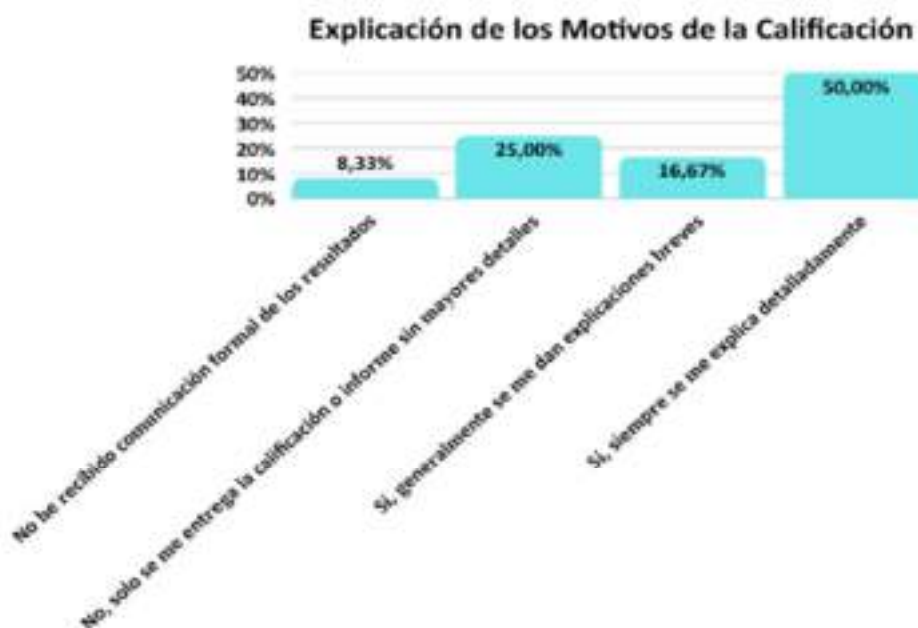 Explicación de los Motivos de la Calificación
50%
40%
30%
20%
10%
0%
8,33%
25,00%
16,67%
50,00%
No he recibido comunicación formal de los resultados
No, solo se me entrega la calificación o informe sin mayores detalles
Sí, generalmente se me dan explicaciones breves
Sí, siempre se me explica detalladamente